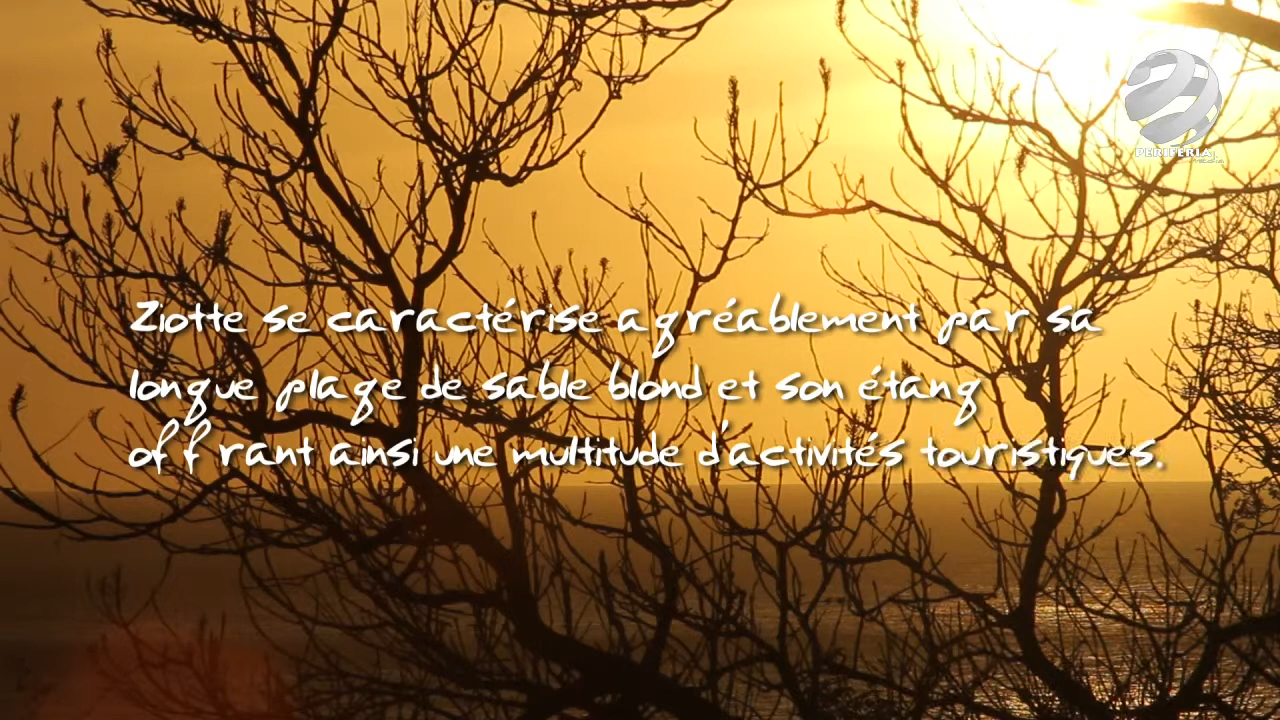 PERIFERIA
Ziotte se caractérise agréablement par sa
longue plage de sable blond et son étang
offrant ainsi une multitude d'activités touristiques.